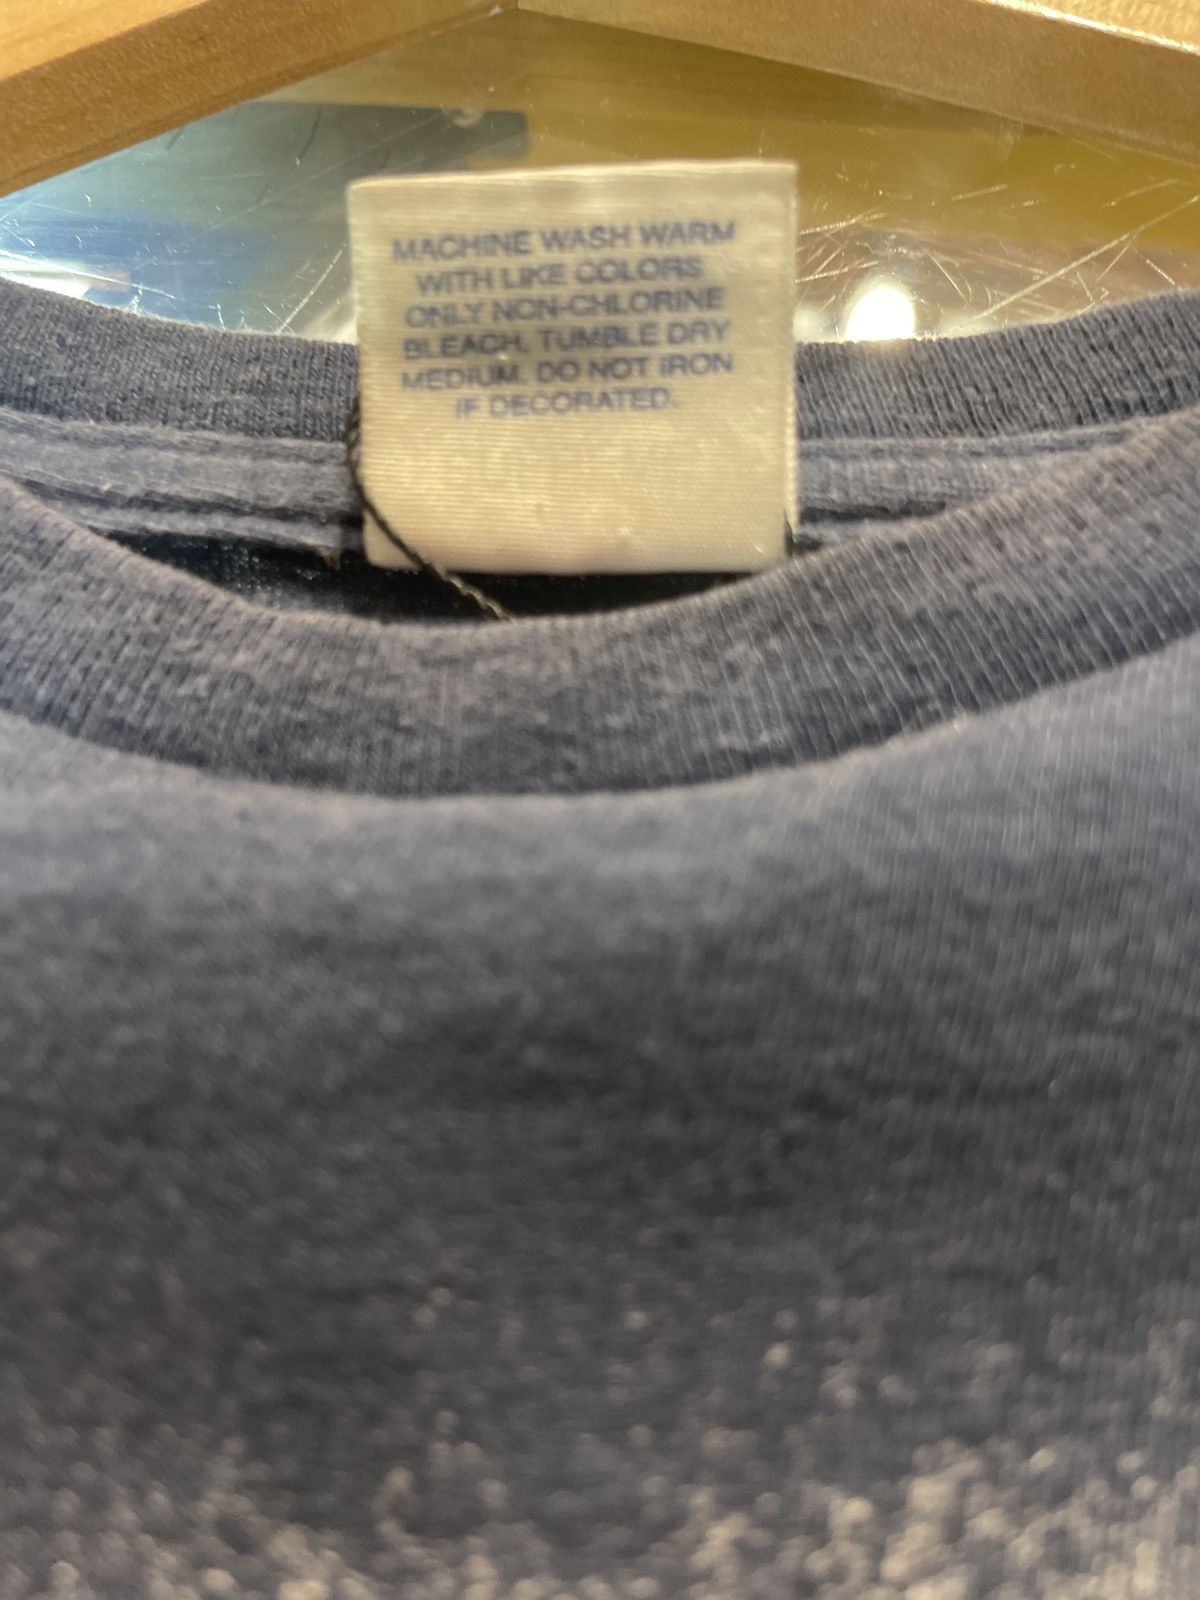 MACHINE WASH WARM
WITH LIKE COLORS
ONLY NON-CHLORINE
BLEACH. TUMBLE DRY
MEDIUM. DO NOT IRON
IF DECORATED.